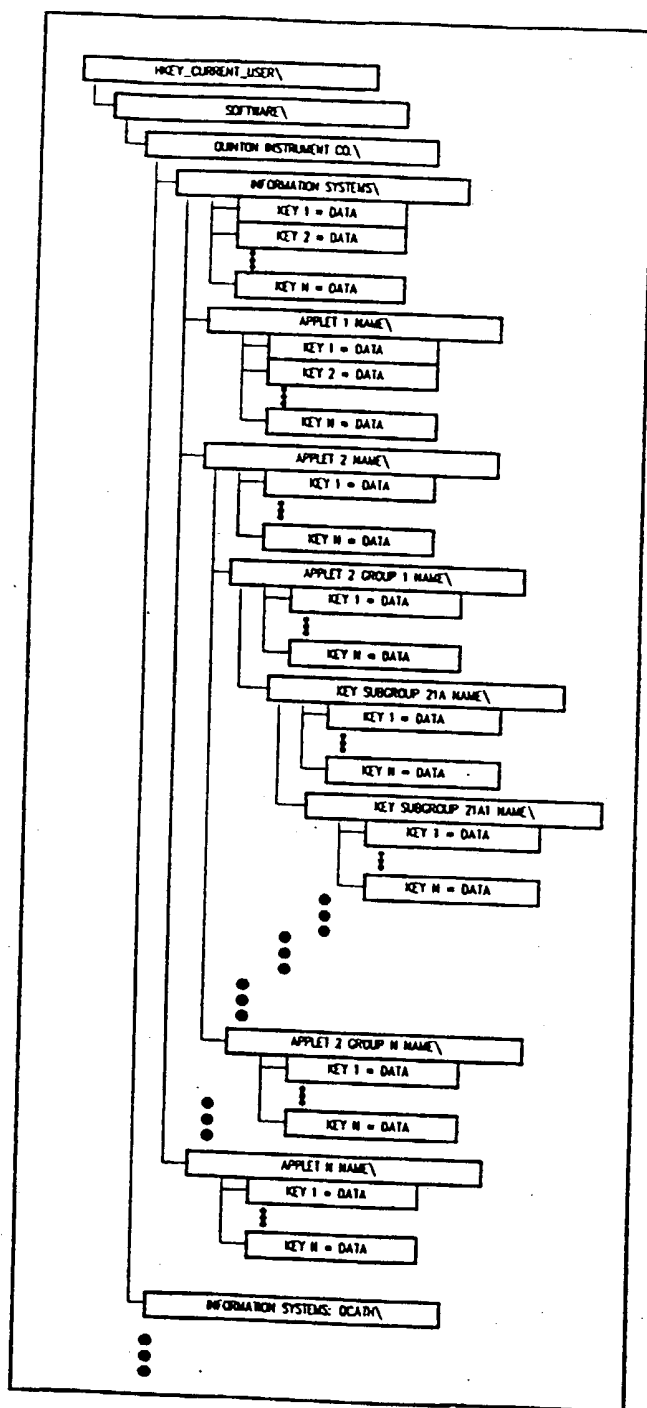 HKEY_CURRENT_USER\
SOFTWARE\
QUINTON INSTRUMENT CO.\
INFORMATION SYSTEMS\
KEY 1 = DATA
KEY 2 = DATA
KEY N = DATA
APPLET 1 NAME\
KEY 1 = DATA
KEY 2 = DATA
KEY N = DATA
APPLET 2 NAME\
KEY 1 = DATA
KEY N = DATA
APPLET 2 GROUP 1 NAME\
KEY 1 = DATA
KEY N = DATA
KEY SUBGROUP 21A NAME\
KEY 1 = DATA
KEY N = DATA
KEY SUBGROUP 21A1 NAME\
KEY 1 = DATA
KEY N = DATA
APPLET 2 GROUP N NAME\
KEY 1 = DATA
KEY N = DATA
APPLET N NAME\
KEY 1 = DATA
KEY N = DATA
INFORMATION SYSTEMS: QCATH\